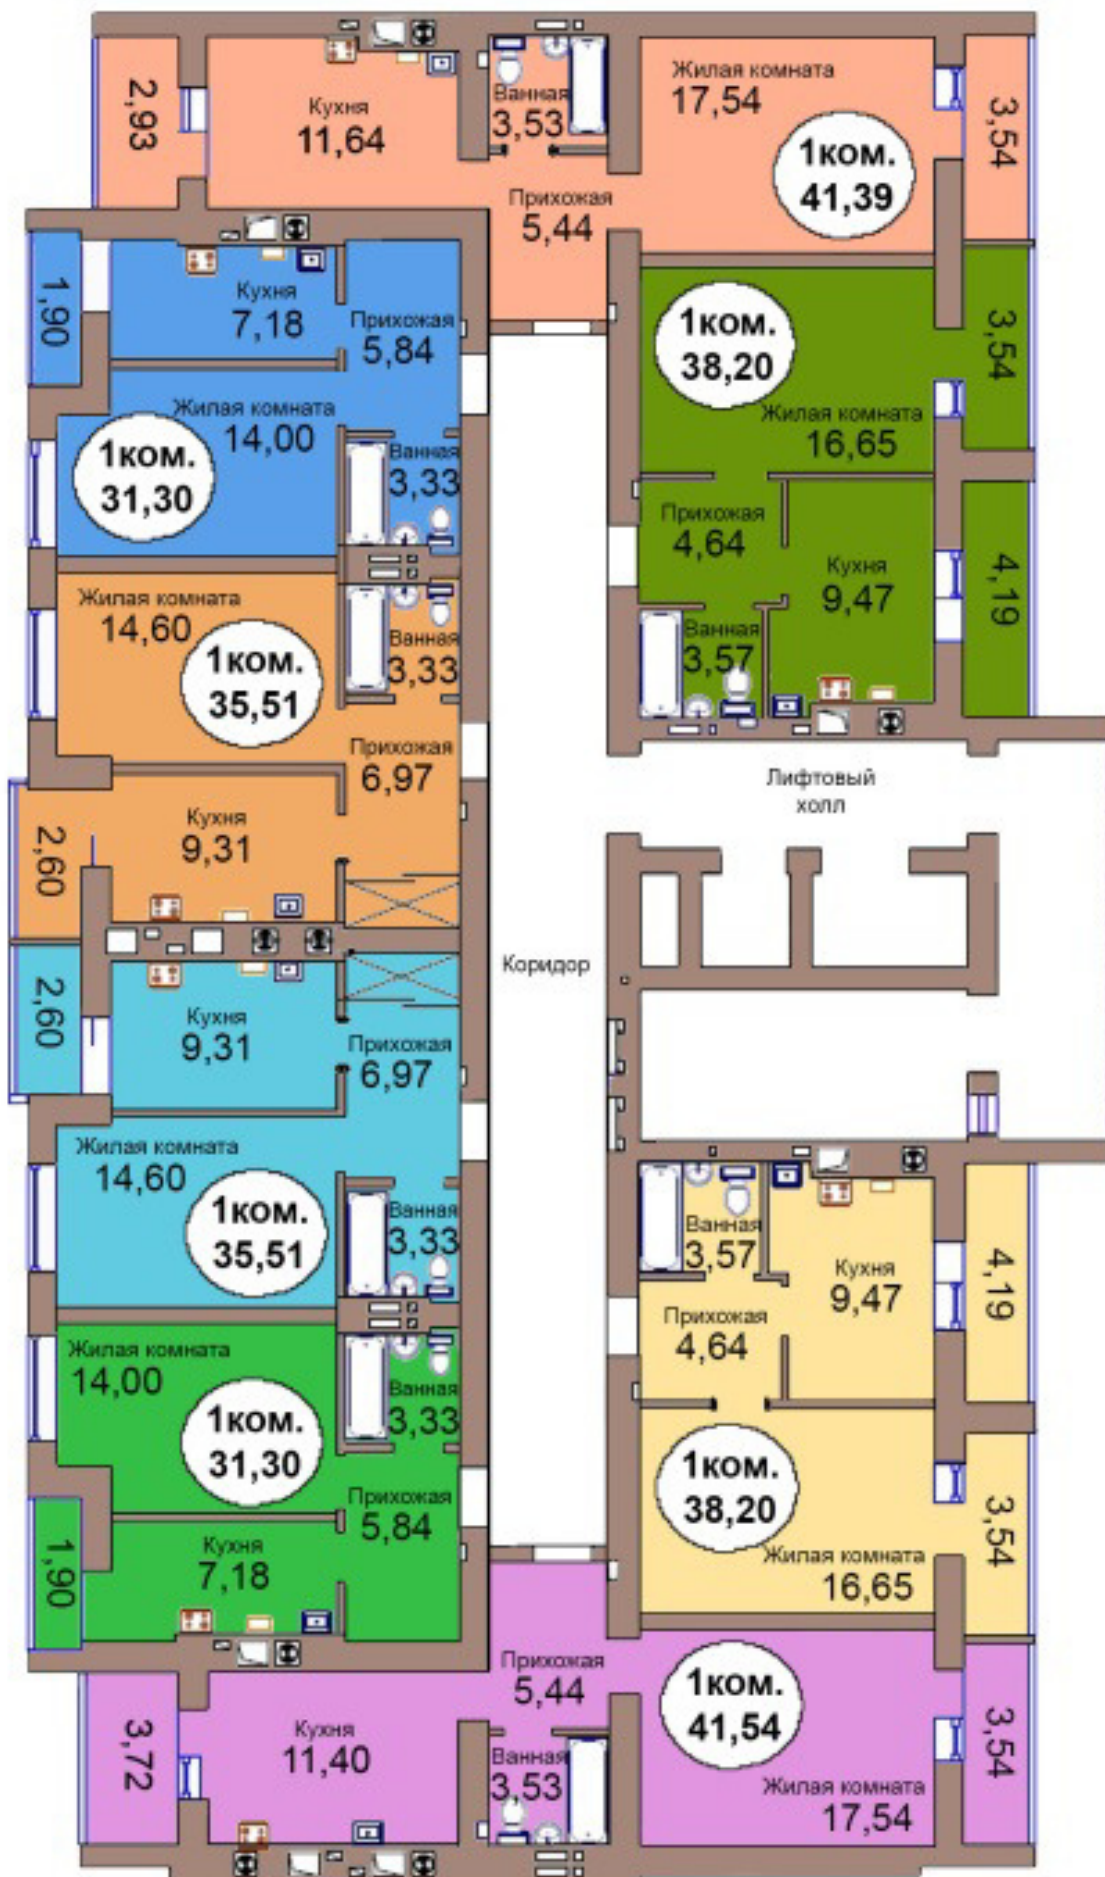 2,93
Кухня
11,64
Ванная
3,53
Жилая комната
17,54
1ком.
41,39
3,54
Прихожая
5,44
1,90
Кухня
7,18
Прихожая
5,84
Жилая комната
14,00
1ком.
31,30
Ванная
3,33
1ком.
38,20
3,54
Жилая комната
16,65
Прихожая
4,64
Кухня
9,47
4,19
Ванная
3,57
Жилая комната
14,60
1ком.
35,51
Ванная
3,33
Прихожая
6,97
Кухня
9,31
2,60
Лифтовый
холл
Коридор
2,60
Кухня
9,31
Прихожая
6,97
Жилая комната
14,60
1ком.
35,51
Ванная
3,33
Ванная
3,57
Кухня
9,47
4,19
Прихожая
4,64
Жилая комната
14,00
1ком.
31,30
Ванная
3,33
Прихожая
5,84
Кухня
7,18
1,90
1ком.
38,20
3,54
Жилая комната
16,65
Прихожая
5,44
1ком.
41,54
3,72
Кухня
11,40
Ванная
3,53
Жилая комната
17,54
3,54